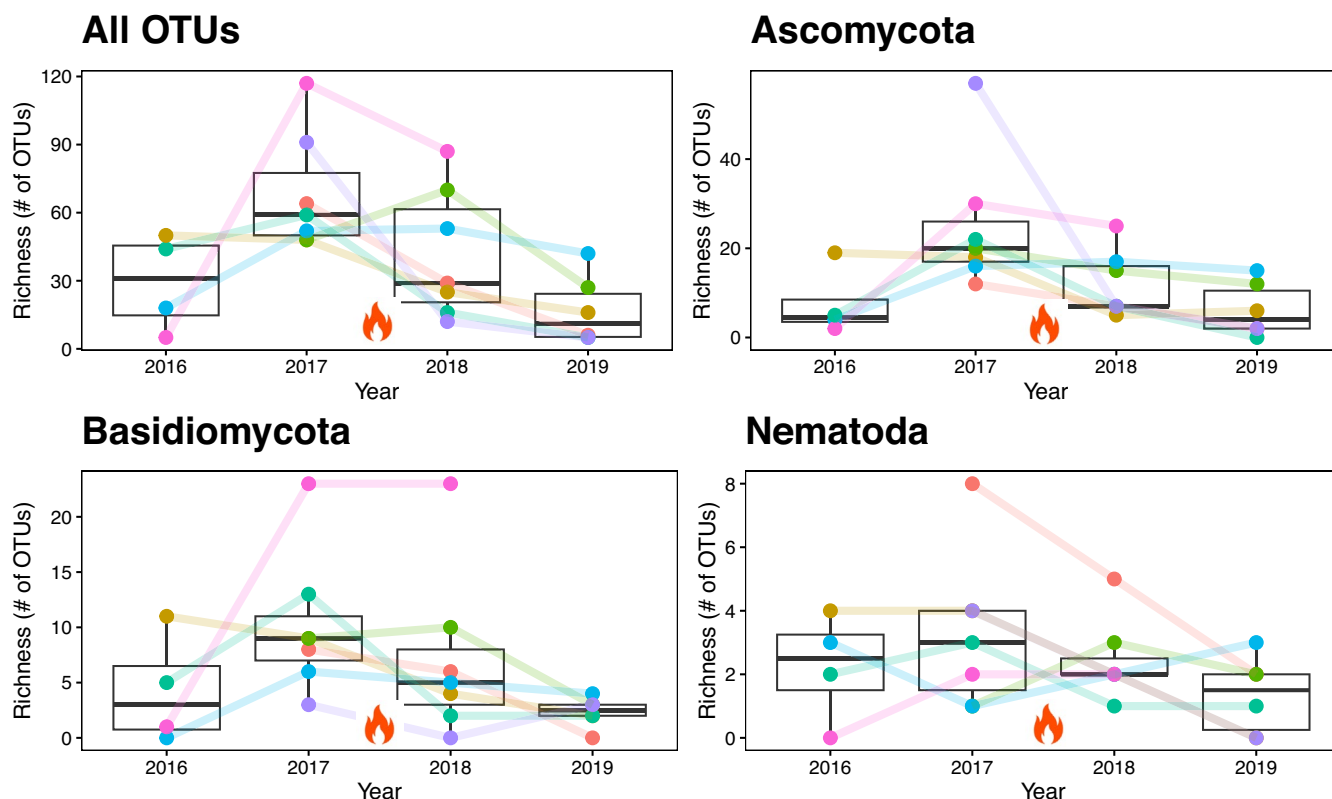 All OTUs
Richness (# of OTUs)
120
90
60
30
0
2016 2017 2018 2019
Year
Ascomycota
Richness (# of OTUs)
40
20
0
2016 2017 2018 2019
Year
Basidiomycota
Richness (# of OTUs)
20
15
10
5
0
2016 2017 2018 2019
Year
Nematoda
Richness (# of OTUs)
8
6
4
2
0
2016 2017 2018 2019
Year